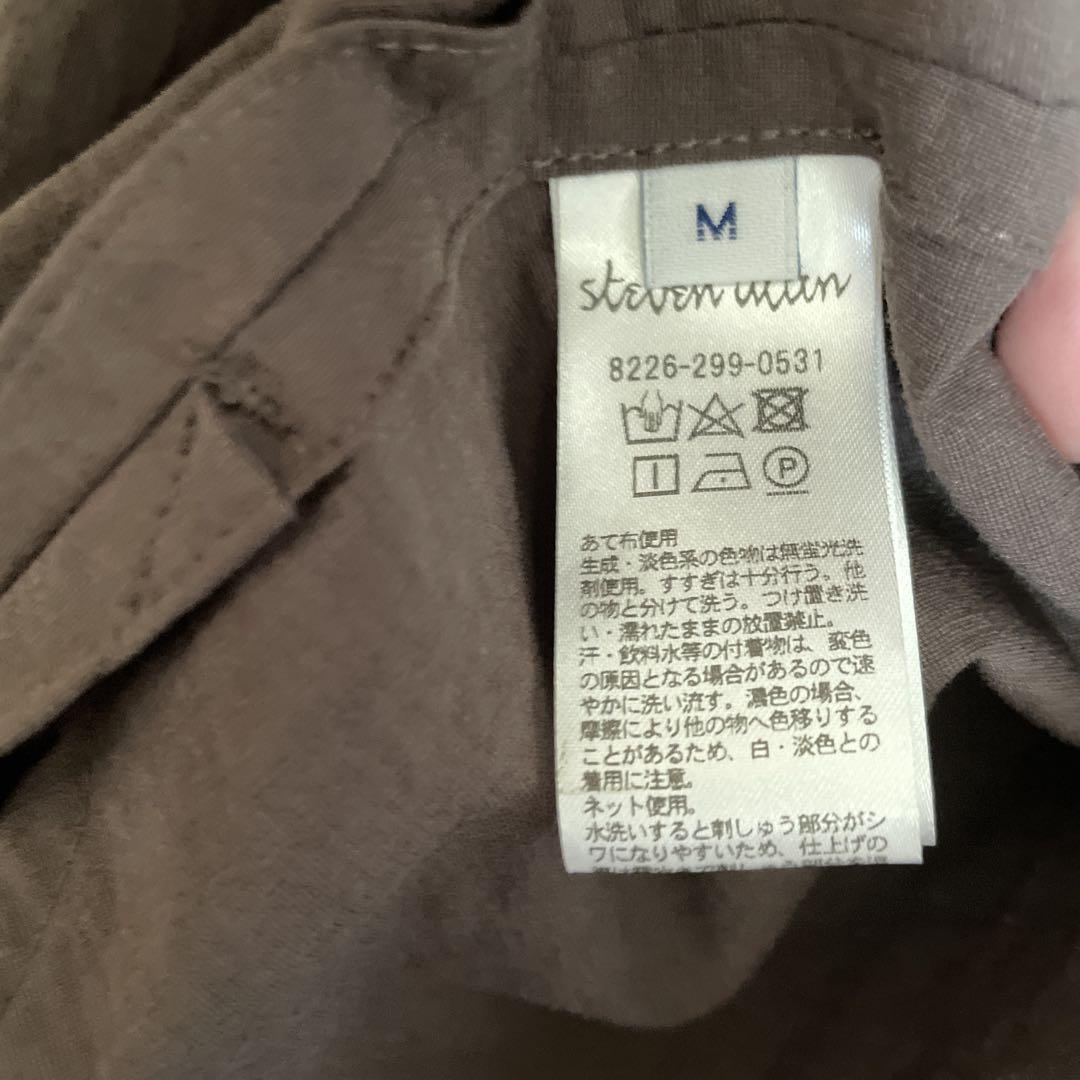 M
steven alan
8226-299-0531
P
あて布使用
生成・淡色系の色物は無蛍光洗
剤使用。すすぎは十分行う。他
の物と分けて洗う。つけ置き洗
い・濡れたままの放置禁止。
汗・飲料水等の付着物は、変色
の原因となる場合があるので速
やかに洗い流す。濃色の場合、
摩擦により他の物へ色移りする
ことがあるため、白・淡色との
着用に注意。
ネット使用。
水洗いすると刺しゅう部分がシ
ワになりやすいため、仕上げの